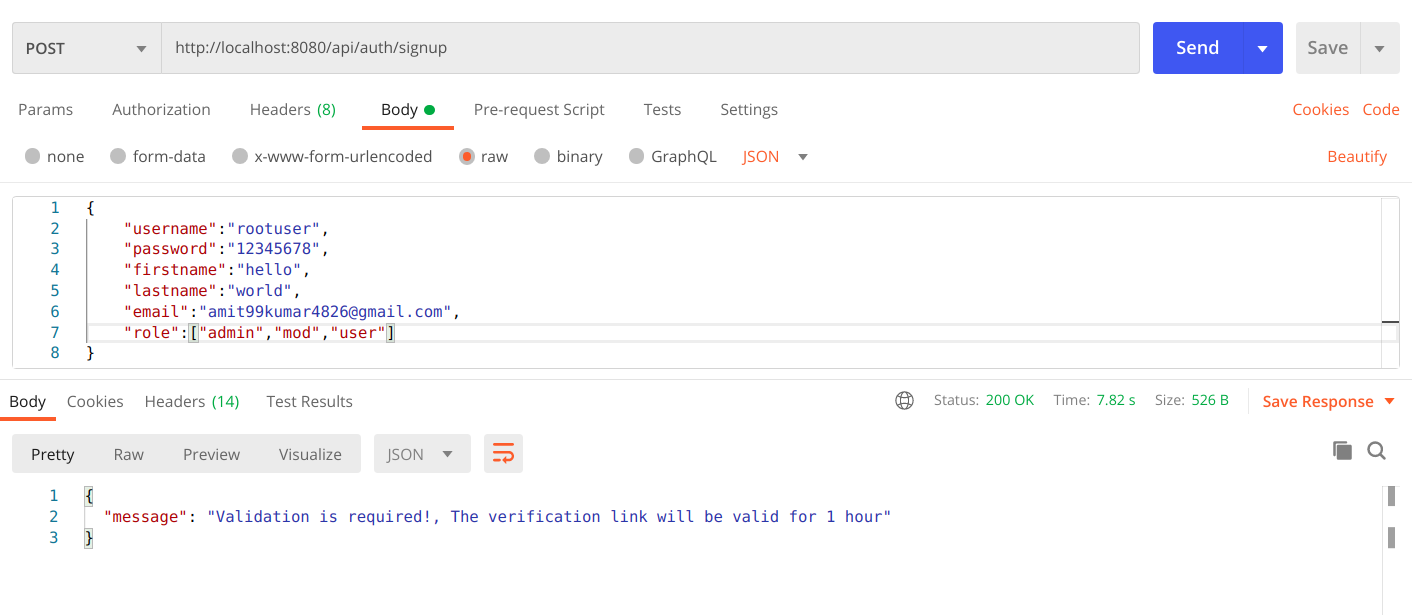 POST http://localhost:8080/api/auth/signup Send Save
Params Authorization Headers (8) Body Pre-request Script Tests Settings Cookies Code
none form-data x-www-form-urlencoded raw binary GraphQL JSON Beautify
1 {
2 "username":"rootuser",
3 "password":"12345678",
4 "firstname":"hello",
5 "lastname":"world",
6 "email":"amit99kumar4826@gmail.com",
7 "role":["admin","mod","user"]
8 }
Body Cookies Headers (14) Test Results Status: 200 OK Time: 7.82 s Size: 526 B Save Response
Pretty Raw Preview Visualize JSON
1 {
2 "message": "Validation is required!, The verification link will be valid for 1 hour"
3 }